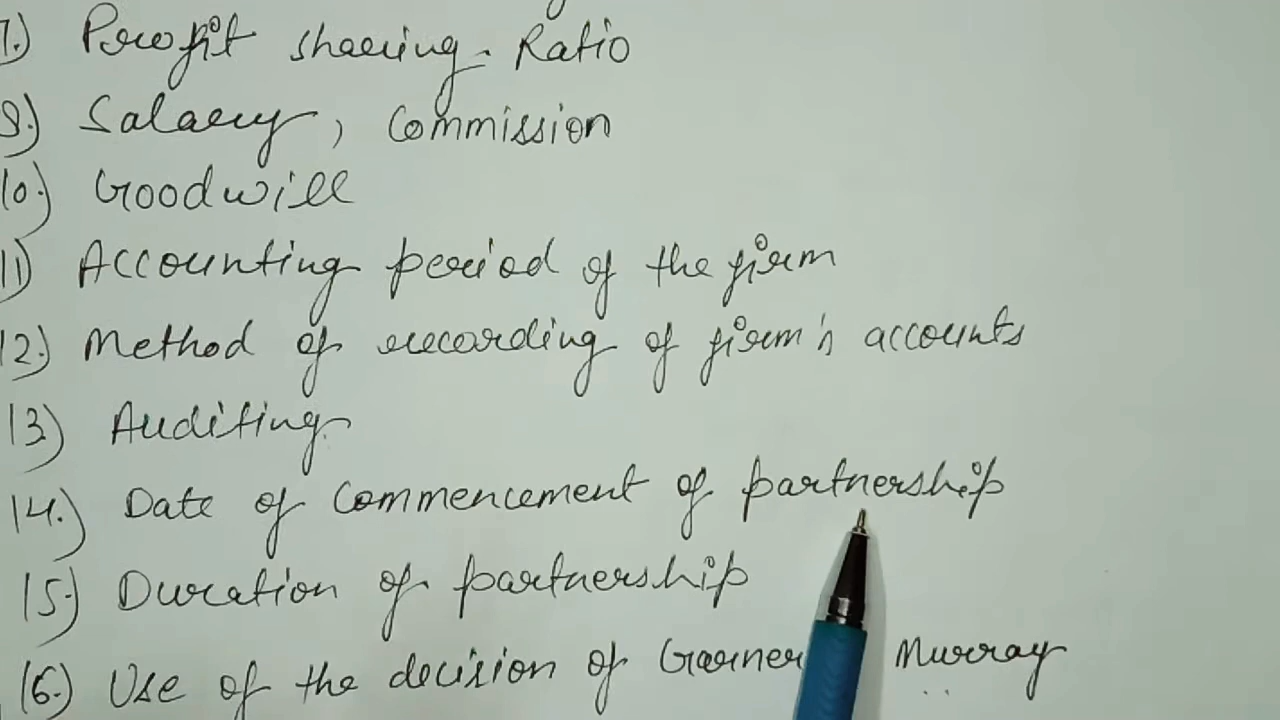 7.) Profit sharing Ratio
9.) Salary, Commission
10.) Goodwill
11) Accounting period of the firm
12.) Method of recording of firm's accounts
13) Auditing
14.) Date of Commencement of partnership
15.) Duration of partnership
16.) Use of the decision of Garner Murray